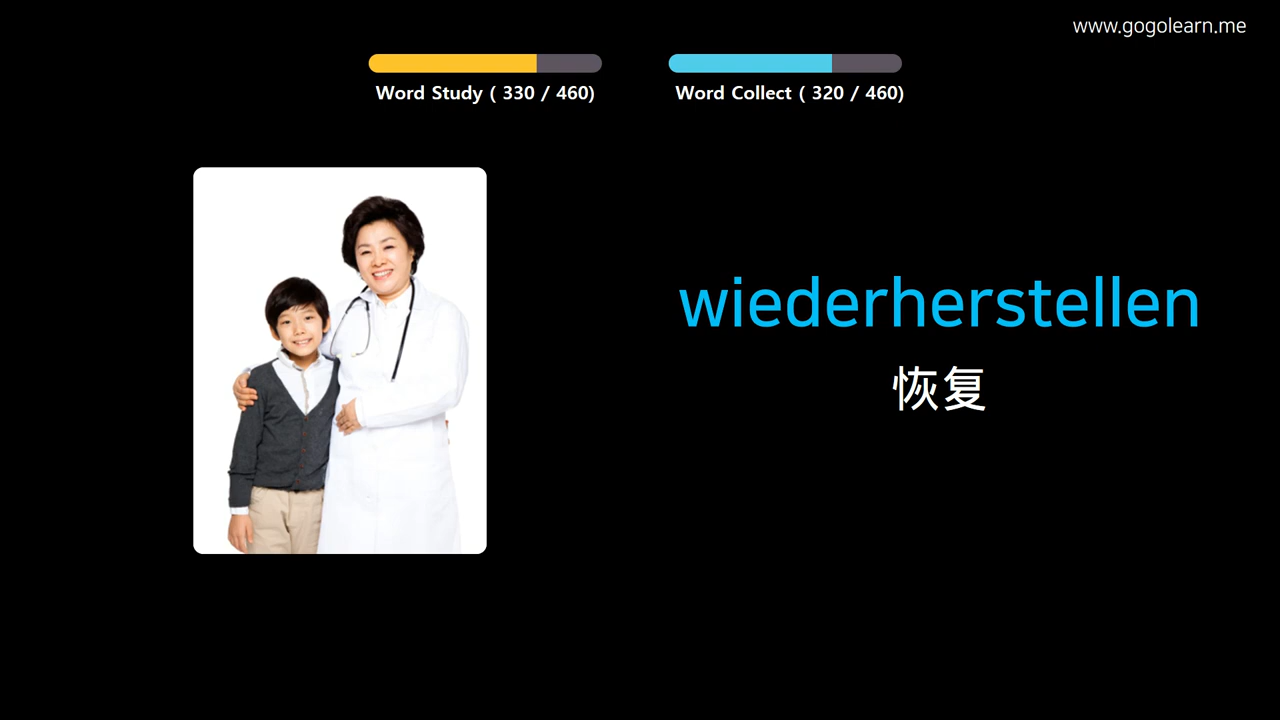 www.gogolearn.me
Word Study ( 330 / 460)
Word Collect ( 320 / 460)
wiederherstellen
恢复